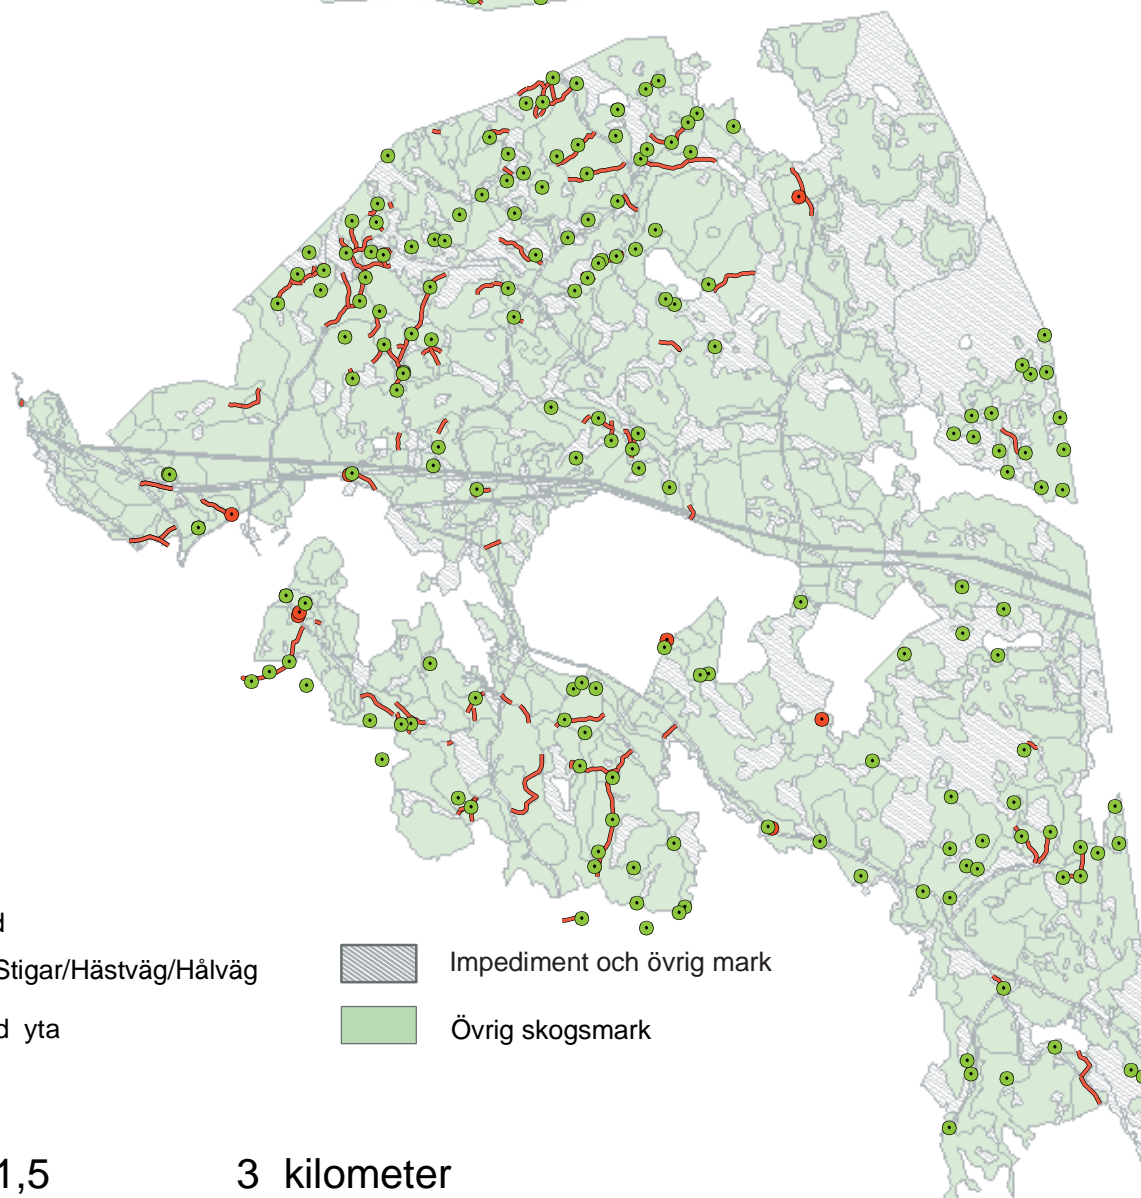 d
Stigar/Hästväg/Hålväg
d yta
Impediment och övrig mark
Övrig skogsmark
1,5 3 kilometer